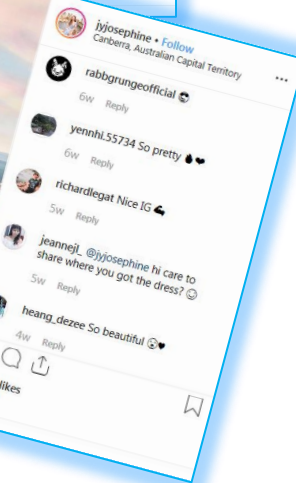 jyjosephine • Follow
Canberra, Australian Capital Territory
rabbgrungeofficial 😎
6w Reply
yennhi.55734 So pretty 🔥❤
6w Reply
richardlegat Nice IG 💪
5w Reply
jeannejl_ @jyjosephine hi care to
share where you got the dress? ☺
5w Reply
heang_dezee So beautiful 😍♥
4w Reply
likes